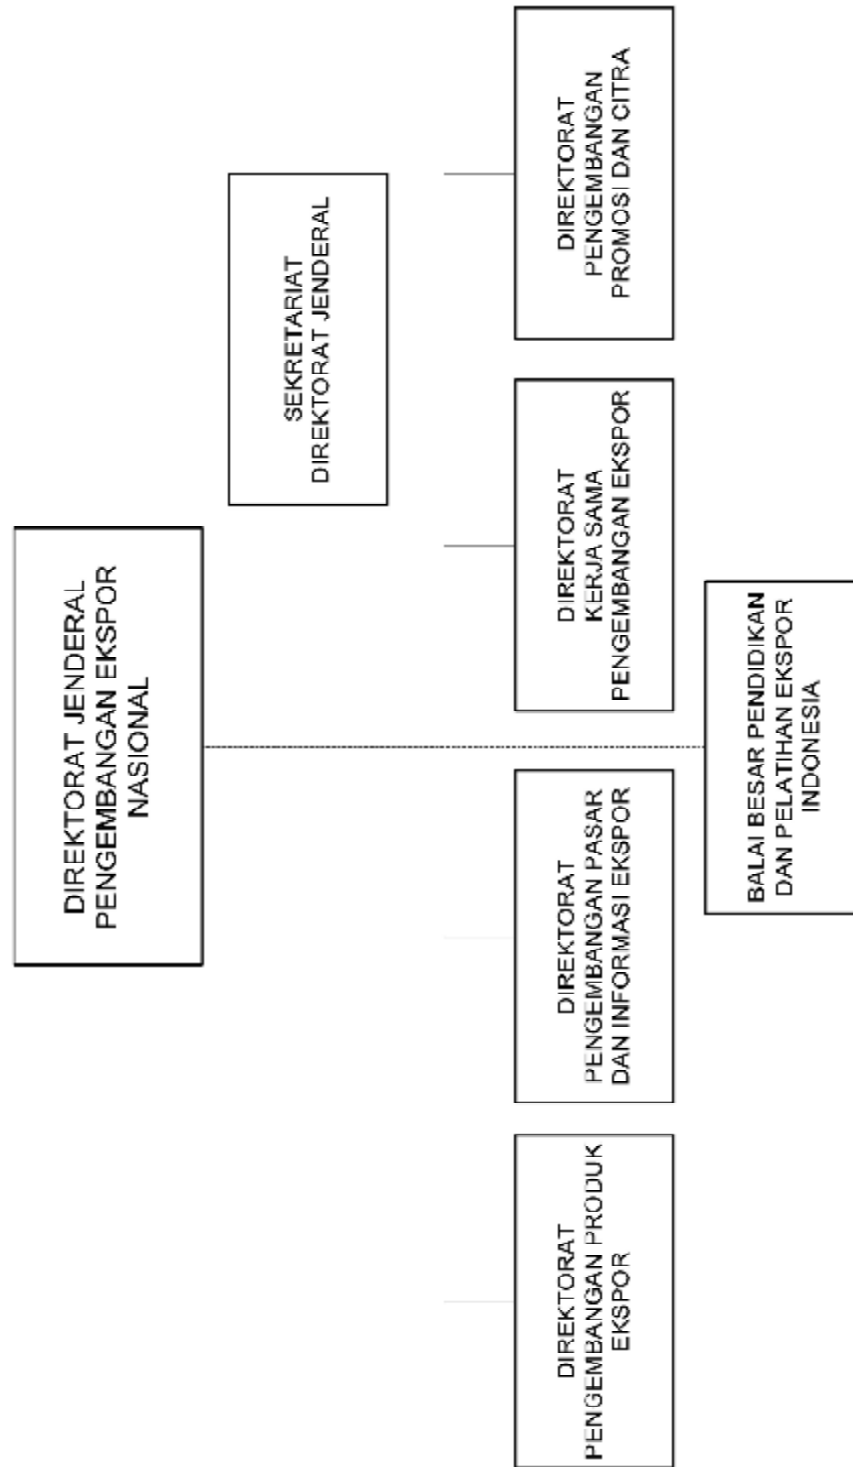 DIREKTORAT JENDERAL
PENGEMBANGAN EKSPOR
NASIONAL
SEKRETARIAT
DIREKTORAT JENDERAL
DIREKTORAT
PENGEMBANGAN PRODUK
EKSPOR
DIREKTORAT
PENGEMBANGAN PASAR
DAN INFORMASI EKSPOR
DIREKTORAT
KERJA SAMA
PENGEMBANGAN EKSPOR
DIREKTORAT
PENGEMBANGAN
PROMOSI DAN CITRA
BALAI BESAR PENDIDIKAN
DAN PELATIHAN EKSPOR
INDONESIA